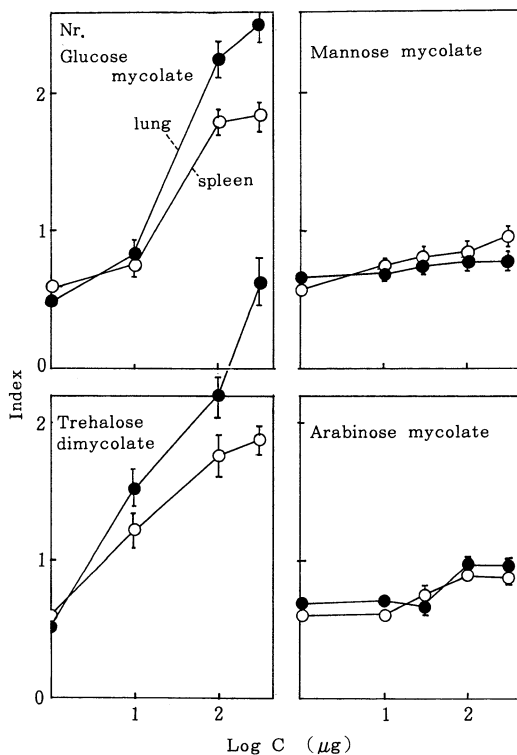 Nr.
Glucose mycolate
lung
spleen
2
1
0
Mannose mycolate
Index
Trehalose
dimycolate
2
1
0
Arabinose mycolate
1 2 1 2
Log C (μg)